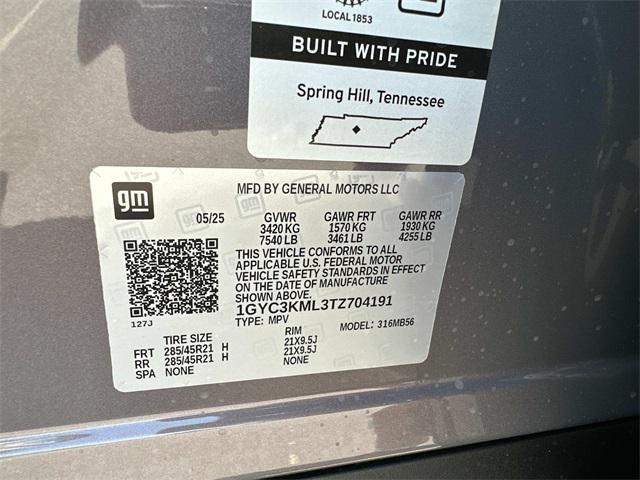 LOCAL 1853
BUILT WITH PRIDE
Spring Hill, Tennessee
gm
MFD BY GENERAL MOTORS LLC
05/25 GVWR GAWR FRT GAWR RR
3420 KG 1570 KG 1930 KG
7540 LB 3461 LB 4255 LB
THIS VEHICLE CONFORMS TO ALL
APPLICABLE U.S. FEDERAL MOTOR
VEHICLE SAFETY STANDARDS IN EFFECT
ON THE DATE OF MANUFACTURE
SHOWN ABOVE.
1GYC3KML3TZ704191
TYPE: MPV MODEL: 316MB56
127J
TIRE SIZE RIM
FRT 285/45R21 H 21X9.5J
RR 285/45R21 H 21X9.5J
SPA NONE NONE